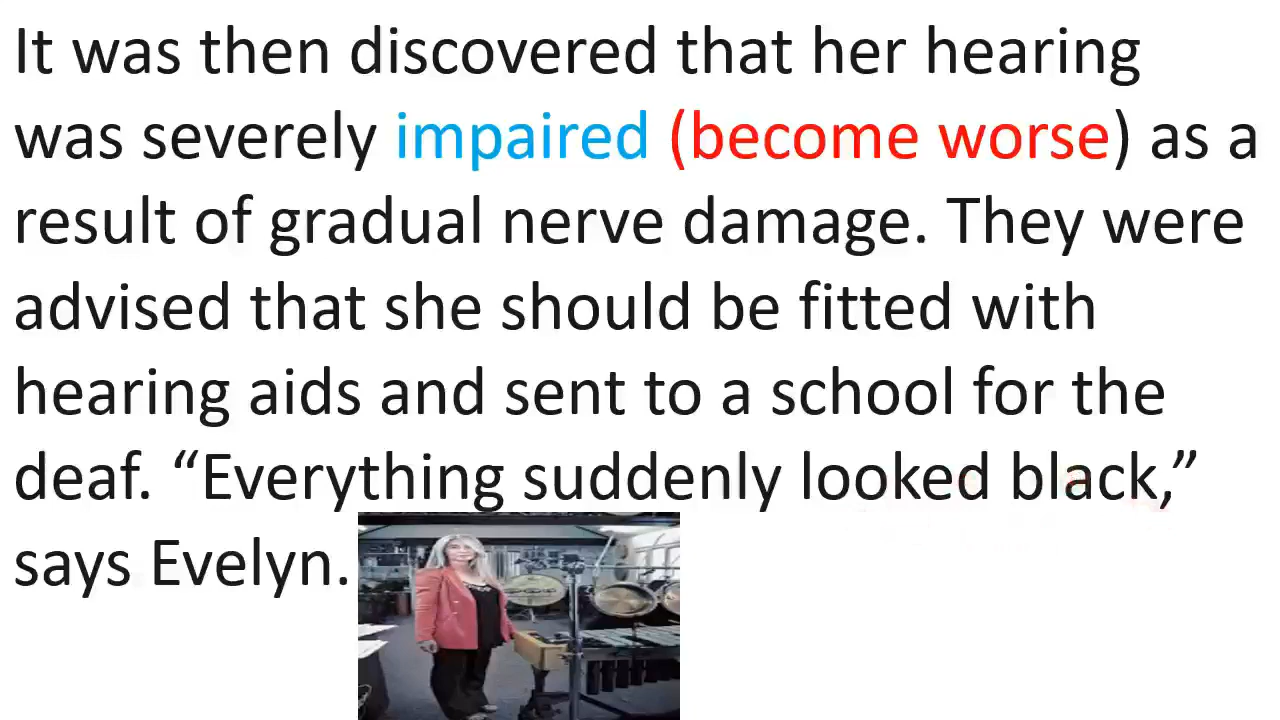 It was then discovered that her hearing
was severely impaired (become worse) as a
result of gradual nerve damage. They were
advised that she should be fitted with
hearing aids and sent to a school for the
deaf. “Everything suddenly looked black,”
says Evelyn.